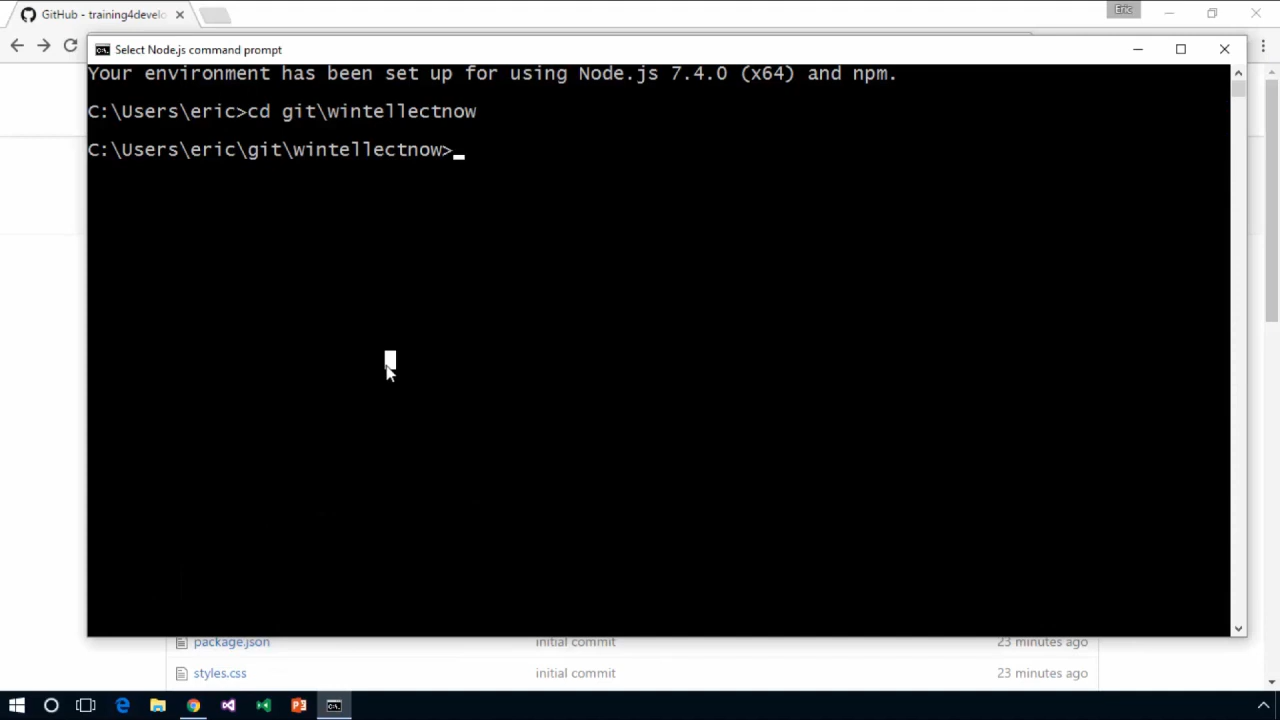 GitHub - training4develo
Eric
Select Node.js command prompt
Your environment has been set up for using Node.js 7.4.0 (x64) and npm.
C:\Users\eric>cd git\wintellectnow
C:\Users\eric\git\wintellectnow>
package.json initial commit 23 minutes ago
styles.css initial commit 23 minutes ago